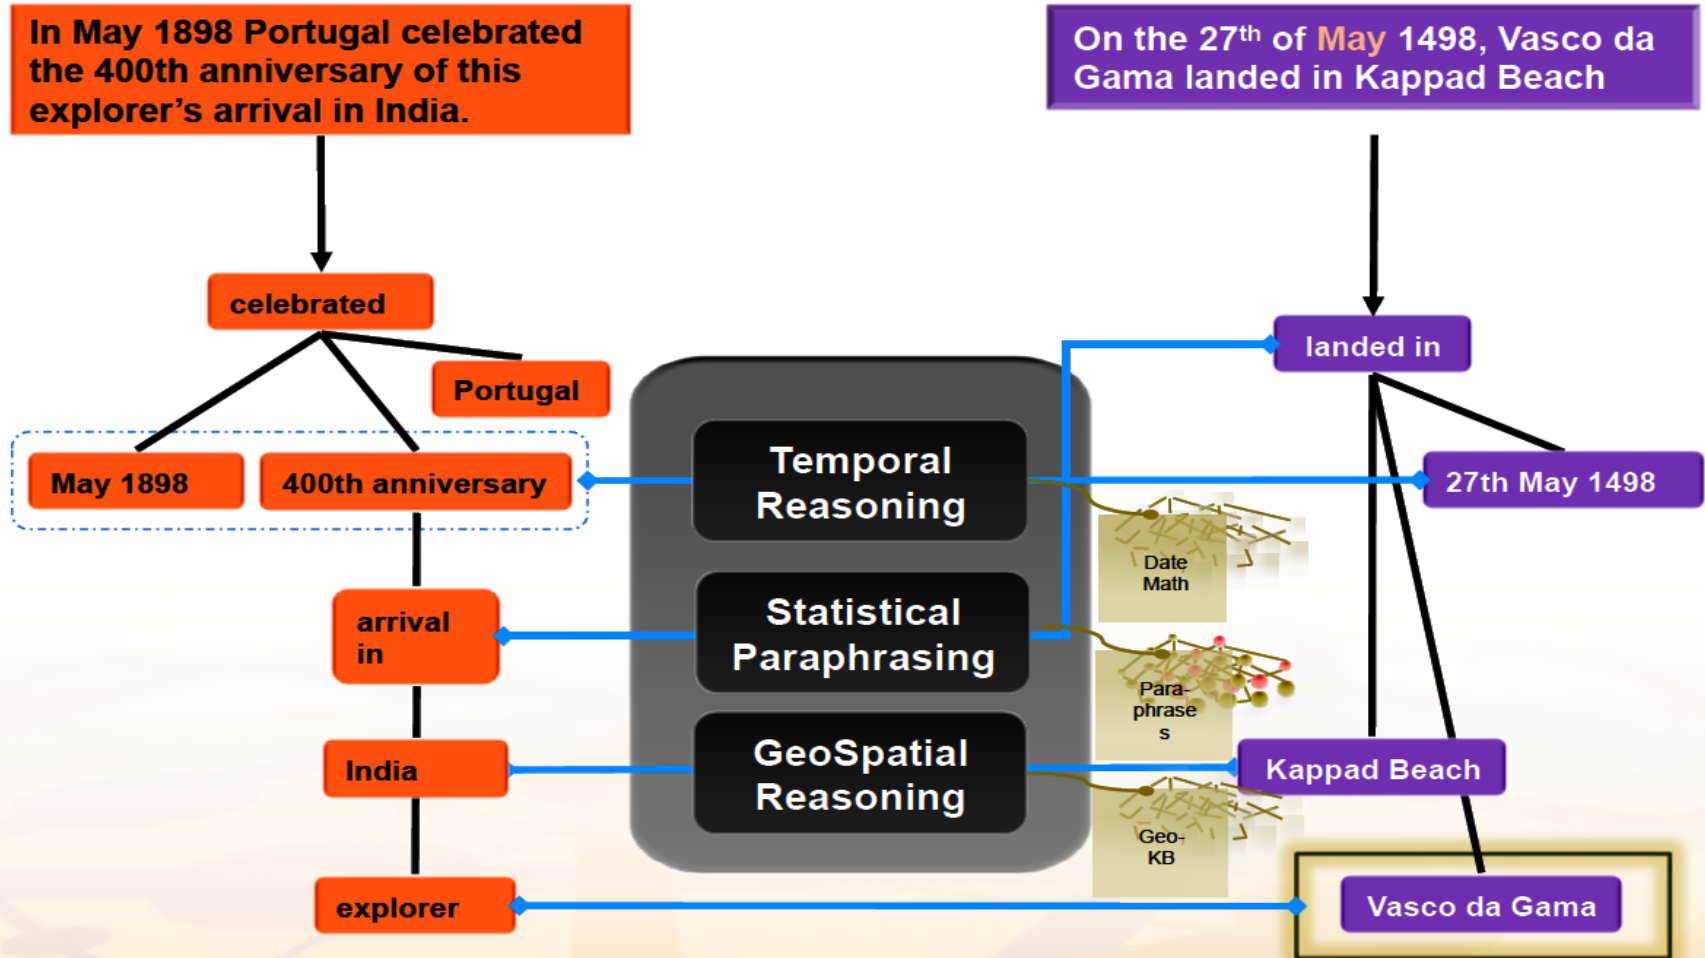 In May 1898 Portugal celebrated
the 400th anniversary of this
explorer’s arrival in India.
On the 27th of May 1498, Vasco da
Gama landed in Kappad Beach
celebrated
landed in
Portugal
May 1898
400th anniversary
Temporal
Reasoning
27th May 1498
Date
Math
arrival
in
Statistical
Paraphrasing
Para-
phrase
s
India
GeoSpatial
Reasoning
Kappad Beach
Geo-
KB
explorer
Vasco da Gama